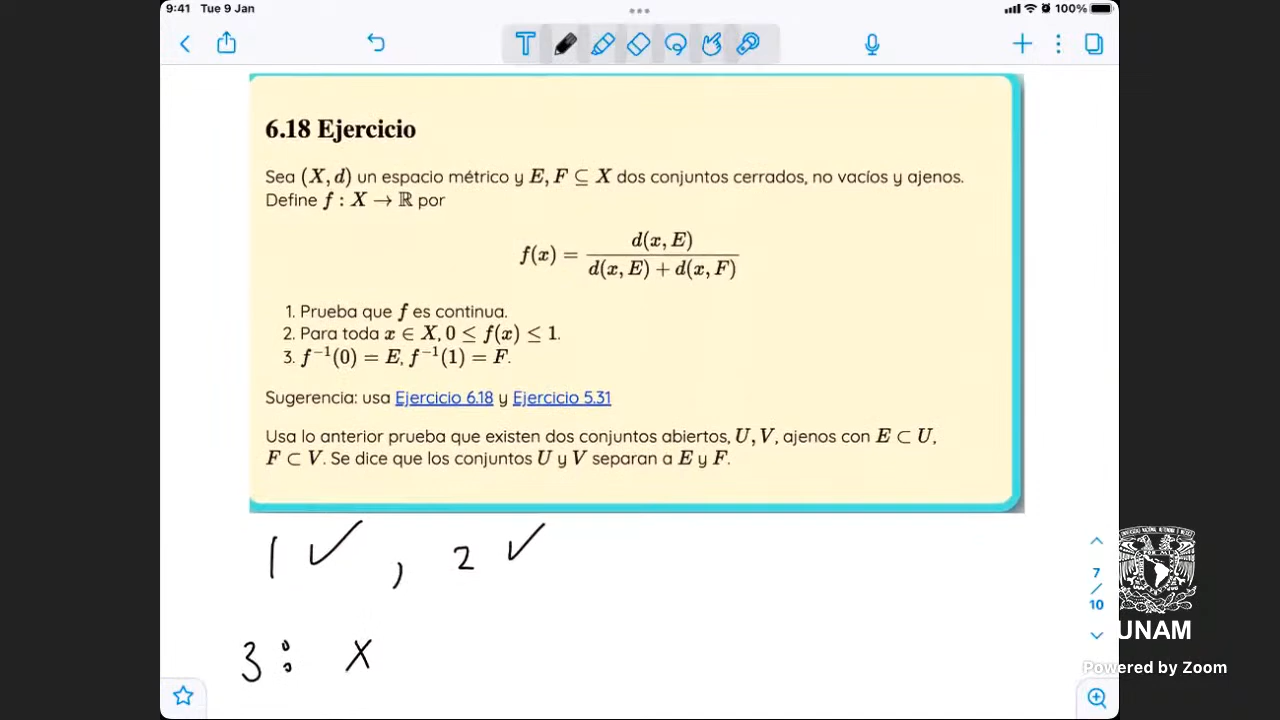 9:41 Tue 9 Jan
100%
6.18 Ejercicio
Sea (X, d) un espacio métrico y E, F ⊆ X dos conjuntos cerrados, no vacíos y ajenos.
Define f : X → ℝ por
f(x) = d(x, E) / (d(x, E) + d(x, F))
1. Prueba que f es continua.
2. Para toda x ∈ X, 0 ≤ f(x) ≤ 1.
3. f⁻¹(0) = E, f⁻¹(1) = F.
Sugerencia: usa Ejercicio 6.18 y Ejercicio 5.31
Usa lo anterior prueba que existen dos conjuntos abiertos, U, V, ajenos con E ⊂ U,
F ⊂ V. Se dice que los conjuntos U y V separan a E y F.
1 ✓ , 2 ✓
3 : x
7
/
10
UNAM
Powered by Zoom